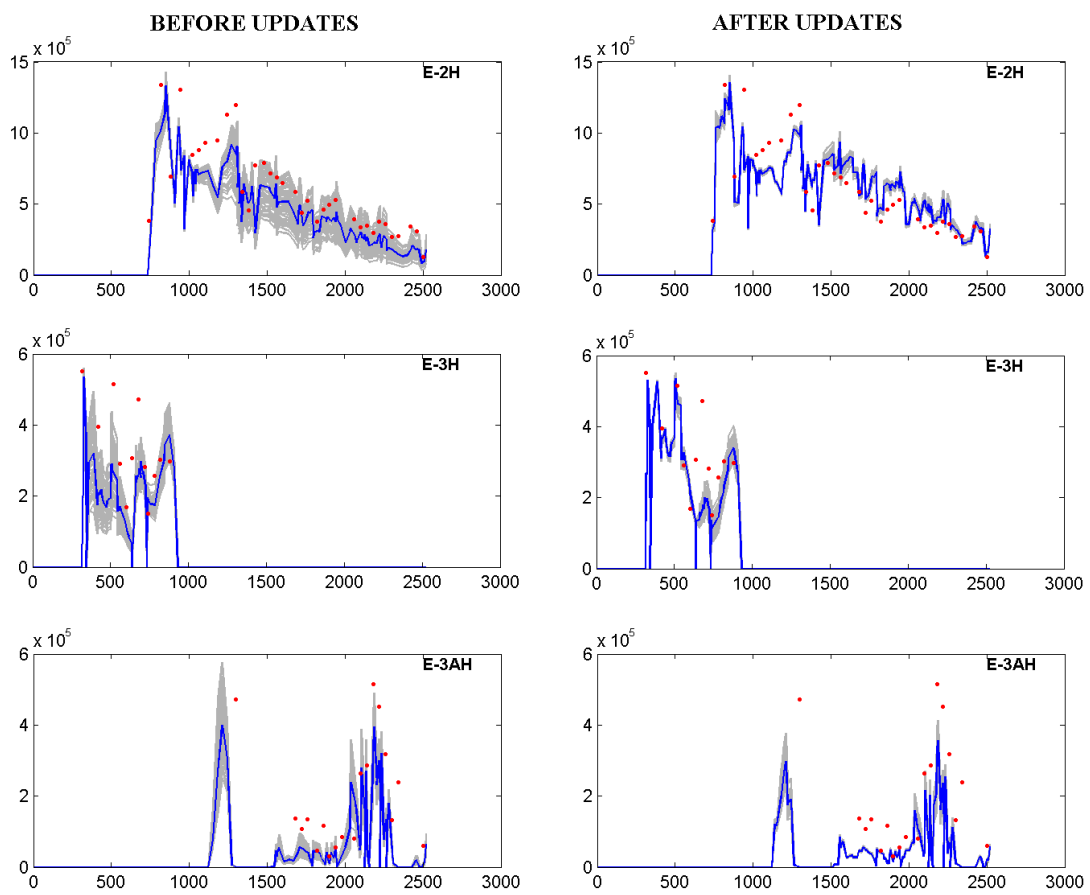 BEFORE UPDATES AFTER UPDATES
x 10^5 x 10^5
15 E-2H 15 E-2H
10 10
5 5
0 0
0 500 1000 1500 2000 2500 3000 0 500 1000 1500 2000 2500 3000
x 10^5 x 10^5
6 E-3H 6 E-3H
4 4
2 2
0 0
0 500 1000 1500 2000 2500 3000 0 500 1000 1500 2000 2500 3000
x 10^5 x 10^5
6 E-3AH 6 E-3AH
4 4
2 2
0 0
0 500 1000 1500 2000 2500 3000 0 500 1000 1500 2000 2500 3000